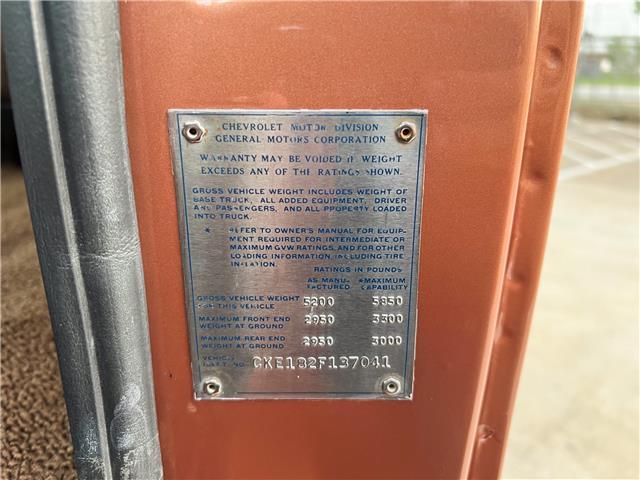 CHEVROLET MOTOR DIVISION
GENERAL MOTORS CORPORATION
WARRANTY MAY BE VOIDED IF WEIGHT
EXCEEDS ANY OF THE RATINGS SHOWN.
GROSS VEHICLE WEIGHT INCLUDES WEIGHT OF
BASE TRUCK, ALL ADDED EQUIPMENT, DRIVER
AND PASSENGERS, AND ALL PROPERTY LOADED
INTO TRUCK.
* REFER TO OWNER'S MANUAL FOR EQUIP-
MENT REQUIRED FOR INTERMEDIATE OR
MAXIMUM GVW RATINGS, AND FOR OTHER
LOADING INFORMATION, INCLUDING TIRE
INFLATION.
RATINGS IN POUNDS
AS MANU- *MAXIMUM
FACTURED CAPABILITY
GROSS VEHICLE WEIGHT 5200 5850
FOR THIS VEHICLE
MAXIMUM FRONT END 2950 3300
WEIGHT AT GROUND
MAXIMUM REAR END 2950 3000
WEIGHT AT GROUND
VEHICLE CKE182F137041